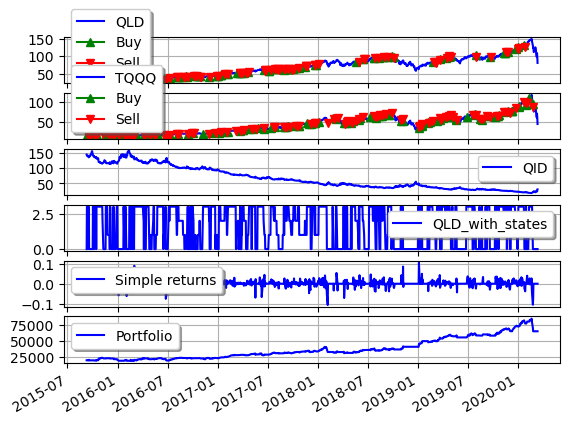 QLD
Buy
Sell
150
100
50
TQQQ
Buy
Sell
100
50
QID
150
100
50
QLD_with_states
2.5
0.0
Simple returns
0.1
0.0
−0.1
Portfolio
75000
50000
25000
2015-07 2016-01 2016-07 2017-01 2017-07 2018-01 2018-07 2019-01 2019-07 2020-01